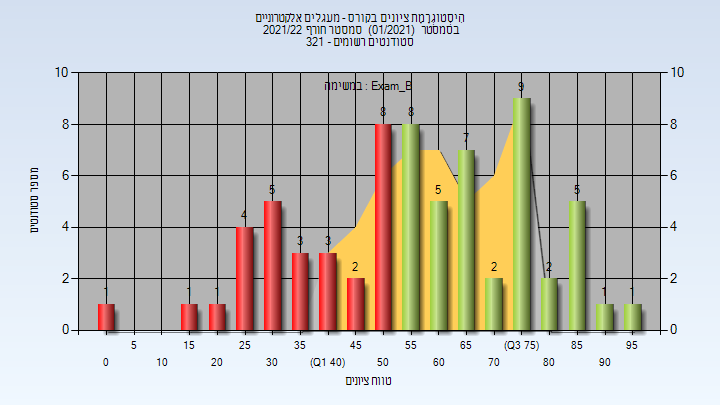 היסטוגרמת ציונים בקורס - מעגלים אלקטרוניים
בסמסטר (01/2021) סמסטר חורף 2021/22
סטודנטים רשומים - 321
במשימה : Exam_B
מספר סטודנטים
10 10
8 8
6 6
4 4
2 2
0 0
1 1 1 4 5 3 3 2 8 8 5 7 2 9 2 5 1 1
5 15 25 35 45 55 65 (Q3 75) 85 95
0 10 20 30 (Q1 40) 50 60 70 80 90
טווח ציונים